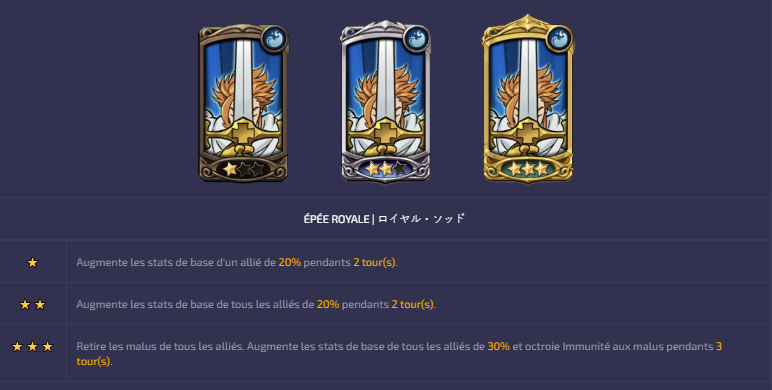 ÉPÉE ROYALE | ロイヤル・ソッド
Augmente les stats de base d'un allié de 20% pendants 2 tour(s).
Augmente les stats de base de tous les alliés de 20% pendants 2 tour(s).
Retire les malus de tous les alliés. Augmente les stats de base de tous les alliés de 30% et octroie Immunité aux malus pendants 3
tour(s).